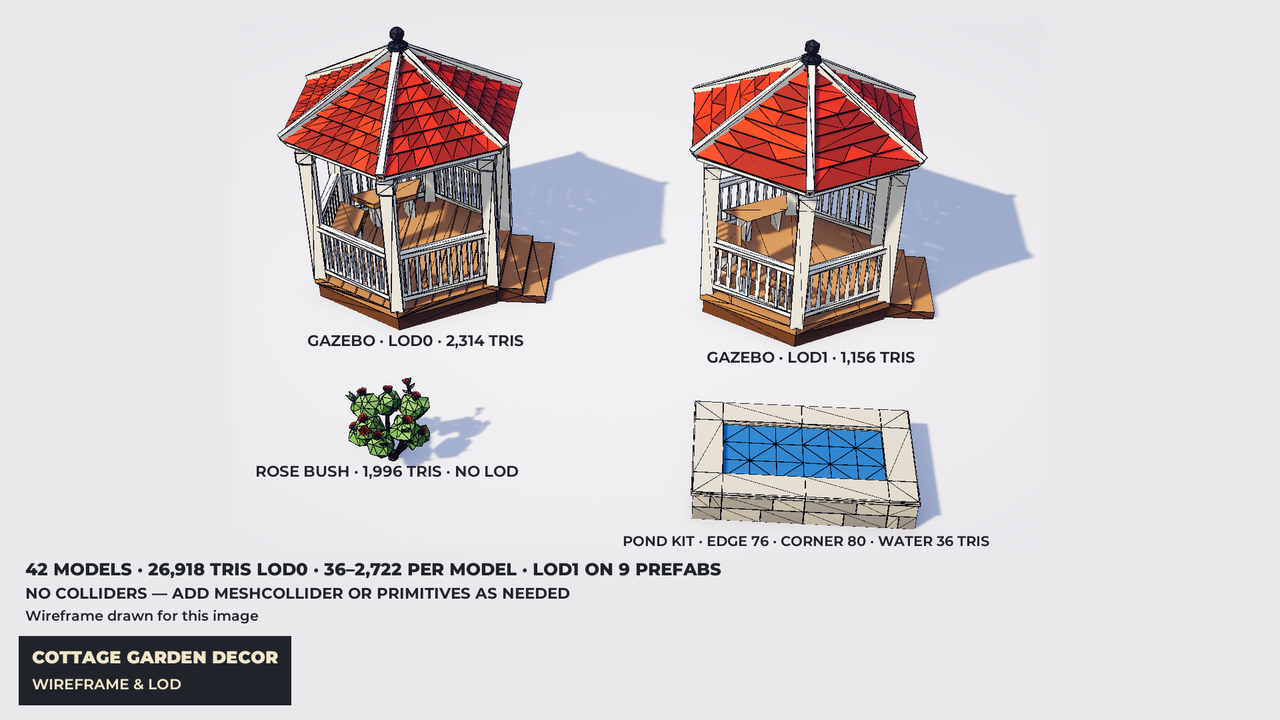 GAZEBO · LOD0 · 2,314 TRIS
GAZEBO · LOD1 · 1,156 TRIS
ROSE BUSH · 1,996 TRIS · NO LOD
POND KIT · EDGE 76 · CORNER 80 · WATER 36 TRIS
42 MODELS · 26,918 TRIS LOD0 · 36–2,722 PER MODEL · LOD1 ON 9 PREFABS
NO COLLIDERS — ADD MESHCOLLIDER OR PRIMITIVES AS NEEDED
Wireframe drawn for this image
COTTAGE GARDEN DECOR
WIREFRAME & LOD